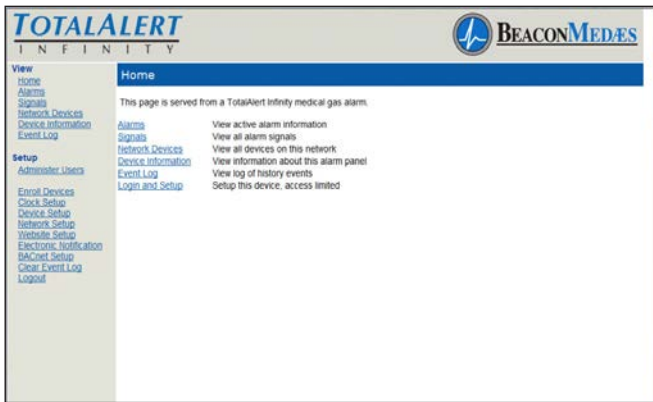 TOTALALERT
INFINITY
BEACONMEDÆS
View
Home
Alarms
Signals
Network Devices
Device Information
Event Log
Setup
Administer Users
Enroll Devices
Clock Setup
Device Setup
Network Setup
Website Setup
Electronic Notification
BACnet Setup
Clear Event Log
Logout
Home
This page is served from a TotalAlert Infinity medical gas alarm.
Alarms View active alarm information
Signals View all alarm signals
Network Devices View all devices on this network
Device Information View information about this alarm panel
Event Log View log of history events
Login and Setup Setup this device, access limited